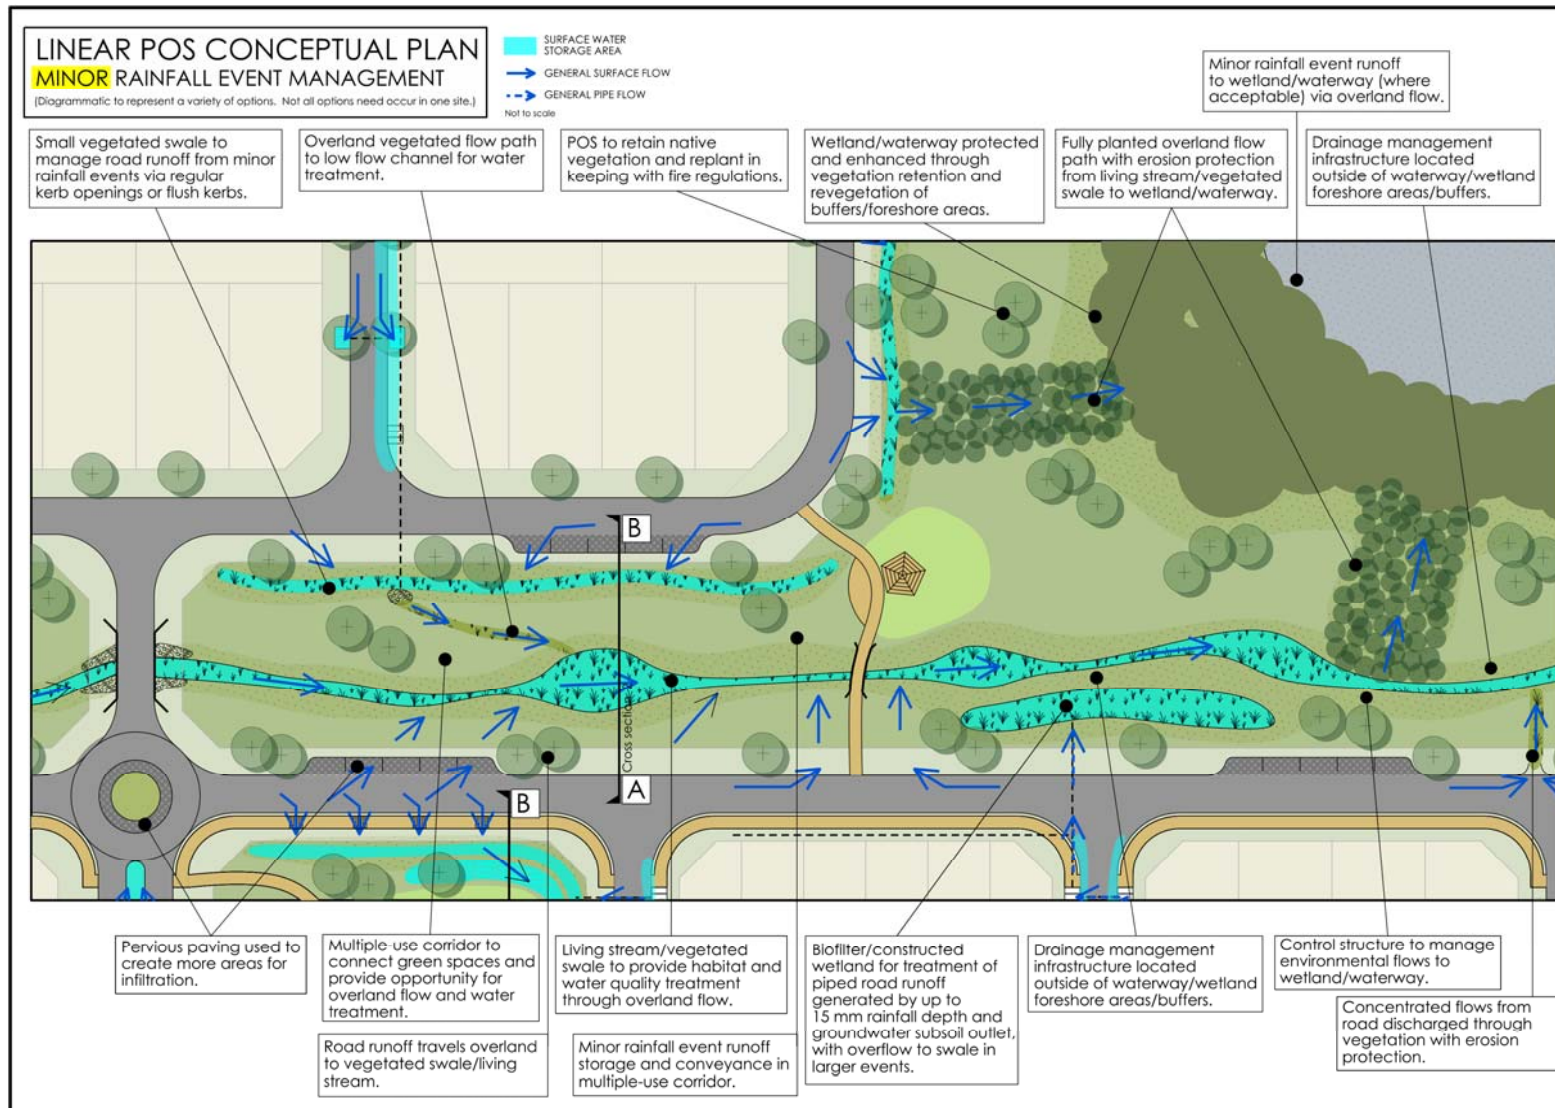 LINEAR POS CONCEPTUAL PLAN
MINOR RAINFALL EVENT MANAGEMENT
(Diagrammatic to represent a variety of options. Not all options need occur in one site.)
SURFACE WATER
STORAGE AREA
GENERAL SURFACE FLOW
GENERAL PIPE FLOW
Not to scale
Minor rainfall event runoff
to wetland/waterway (where
acceptable) via overland flow.
Small vegetated swale to
manage road runoff from minor
rainfall events via regular
kerb openings or flush kerbs.
Overland vegetated flow path
to low flow channel for water
treatment.
POS to retain native
vegetation and replant in
keeping with fire regulations.
Wetland/waterway protected
and enhanced through
vegetation retention and
revegetation of
buffers/foreshore areas.
Fully planted overland flow
path with erosion protection
from living stream/vegetated
swale to wetland/waterway.
Drainage management
infrastructure located
outside of waterway/wetland
foreshore areas/buffers.
B
Cross section
A
B
Pervious paving used to
create more areas for
infiltration.
Multiple-use corridor to
connect green spaces and
provide opportunity for
overland flow and water
treatment.
Road runoff travels overland
to vegetated swale/living
stream.
Living stream/vegetated
swale to provide habitat and
water quality treatment
through overland flow.
Minor rainfall event runoff
storage and conveyance in
multiple-use corridor.
Biofilter/constructed
wetland for treatment of
piped road runoff
generated by up to
15 mm rainfall depth and
groundwater subsoil outlet,
with overflow to swale in
larger events.
Drainage management
infrastructure located
outside of waterway/wetland
foreshore areas/buffers.
Control structure to manage
environmental flows to
wetland/waterway.
Concentrated flows from
road discharged through
vegetation with erosion
protection.